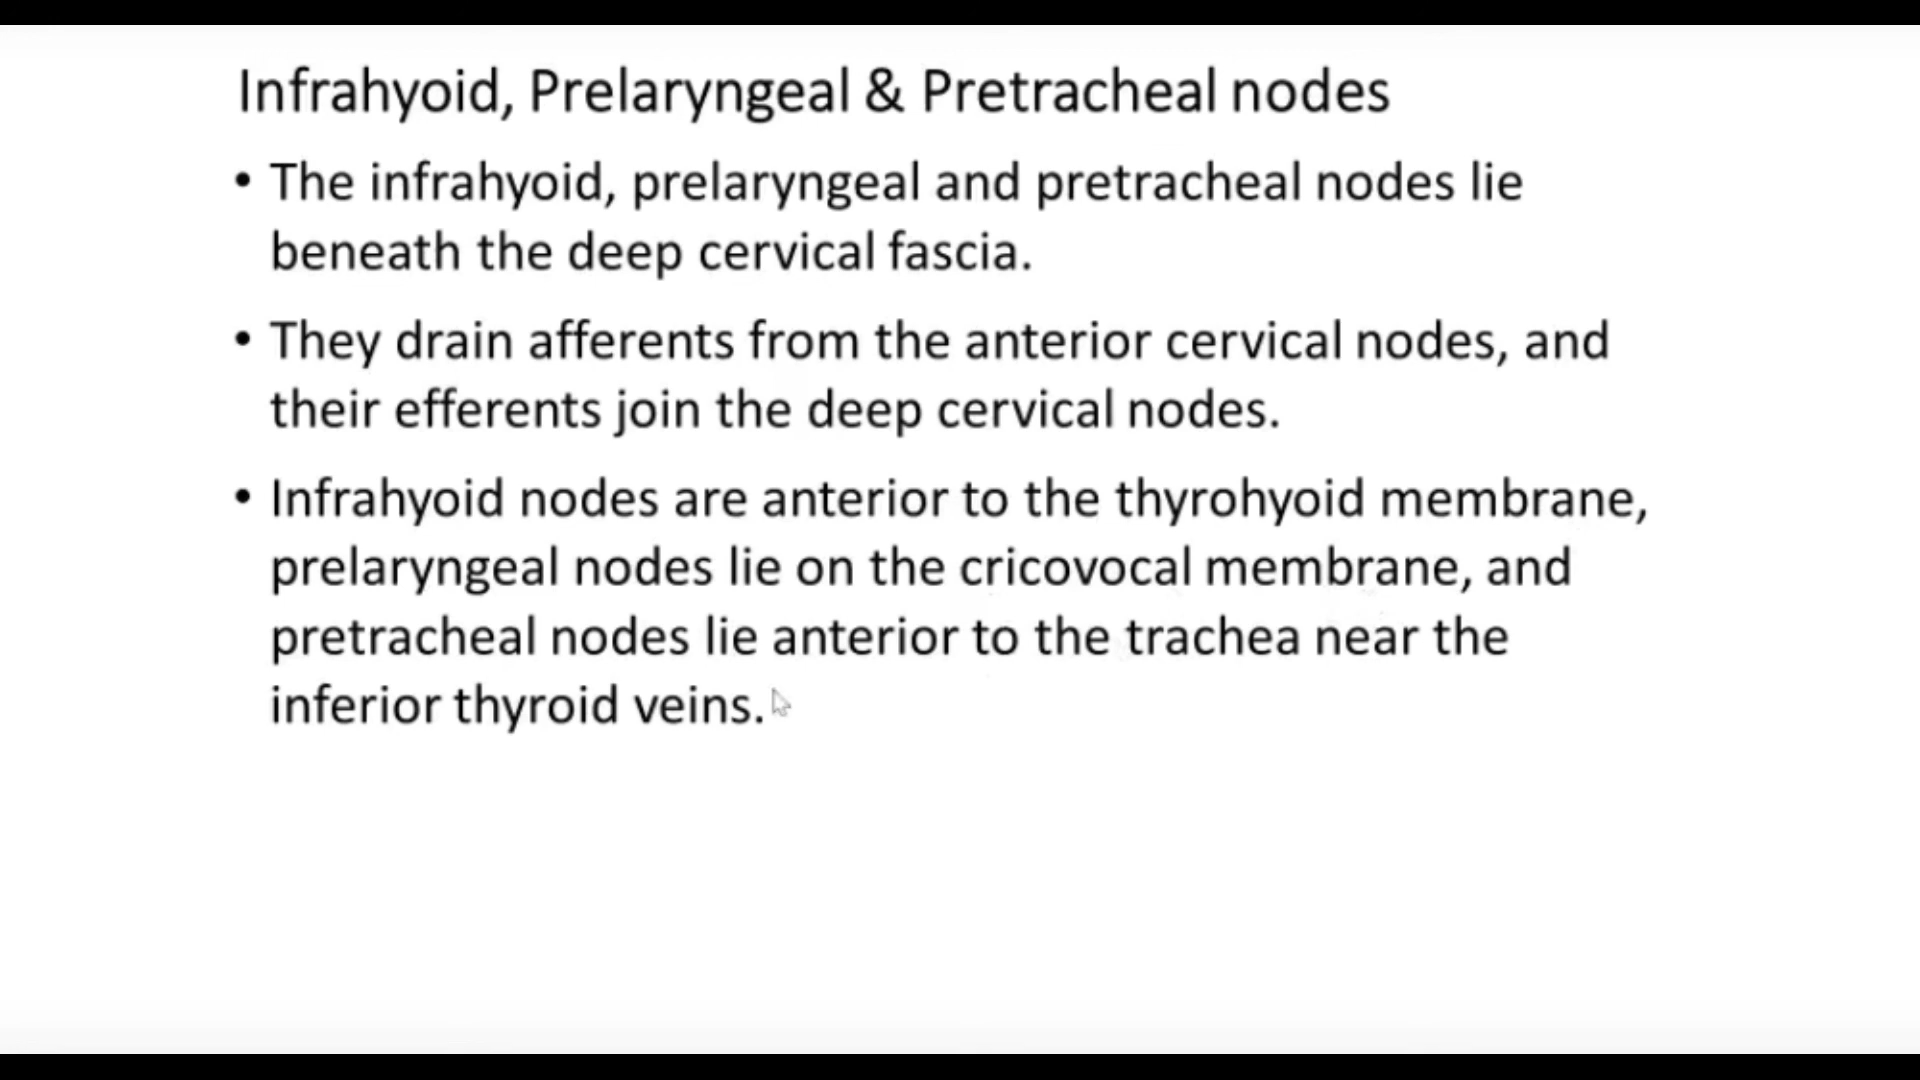 Infrahyoid, Prelaryngeal & Pretracheal nodes
• The infrahyoid, prelaryngeal and pretracheal nodes lie
beneath the deep cervical fascia.
• They drain afferents from the anterior cervical nodes, and
their efferents join the deep cervical nodes.
• Infrahyoid nodes are anterior to the thyrohyoid membrane,
prelaryngeal nodes lie on the cricovocal membrane, and
pretracheal nodes lie anterior to the trachea near the
inferior thyroid veins.